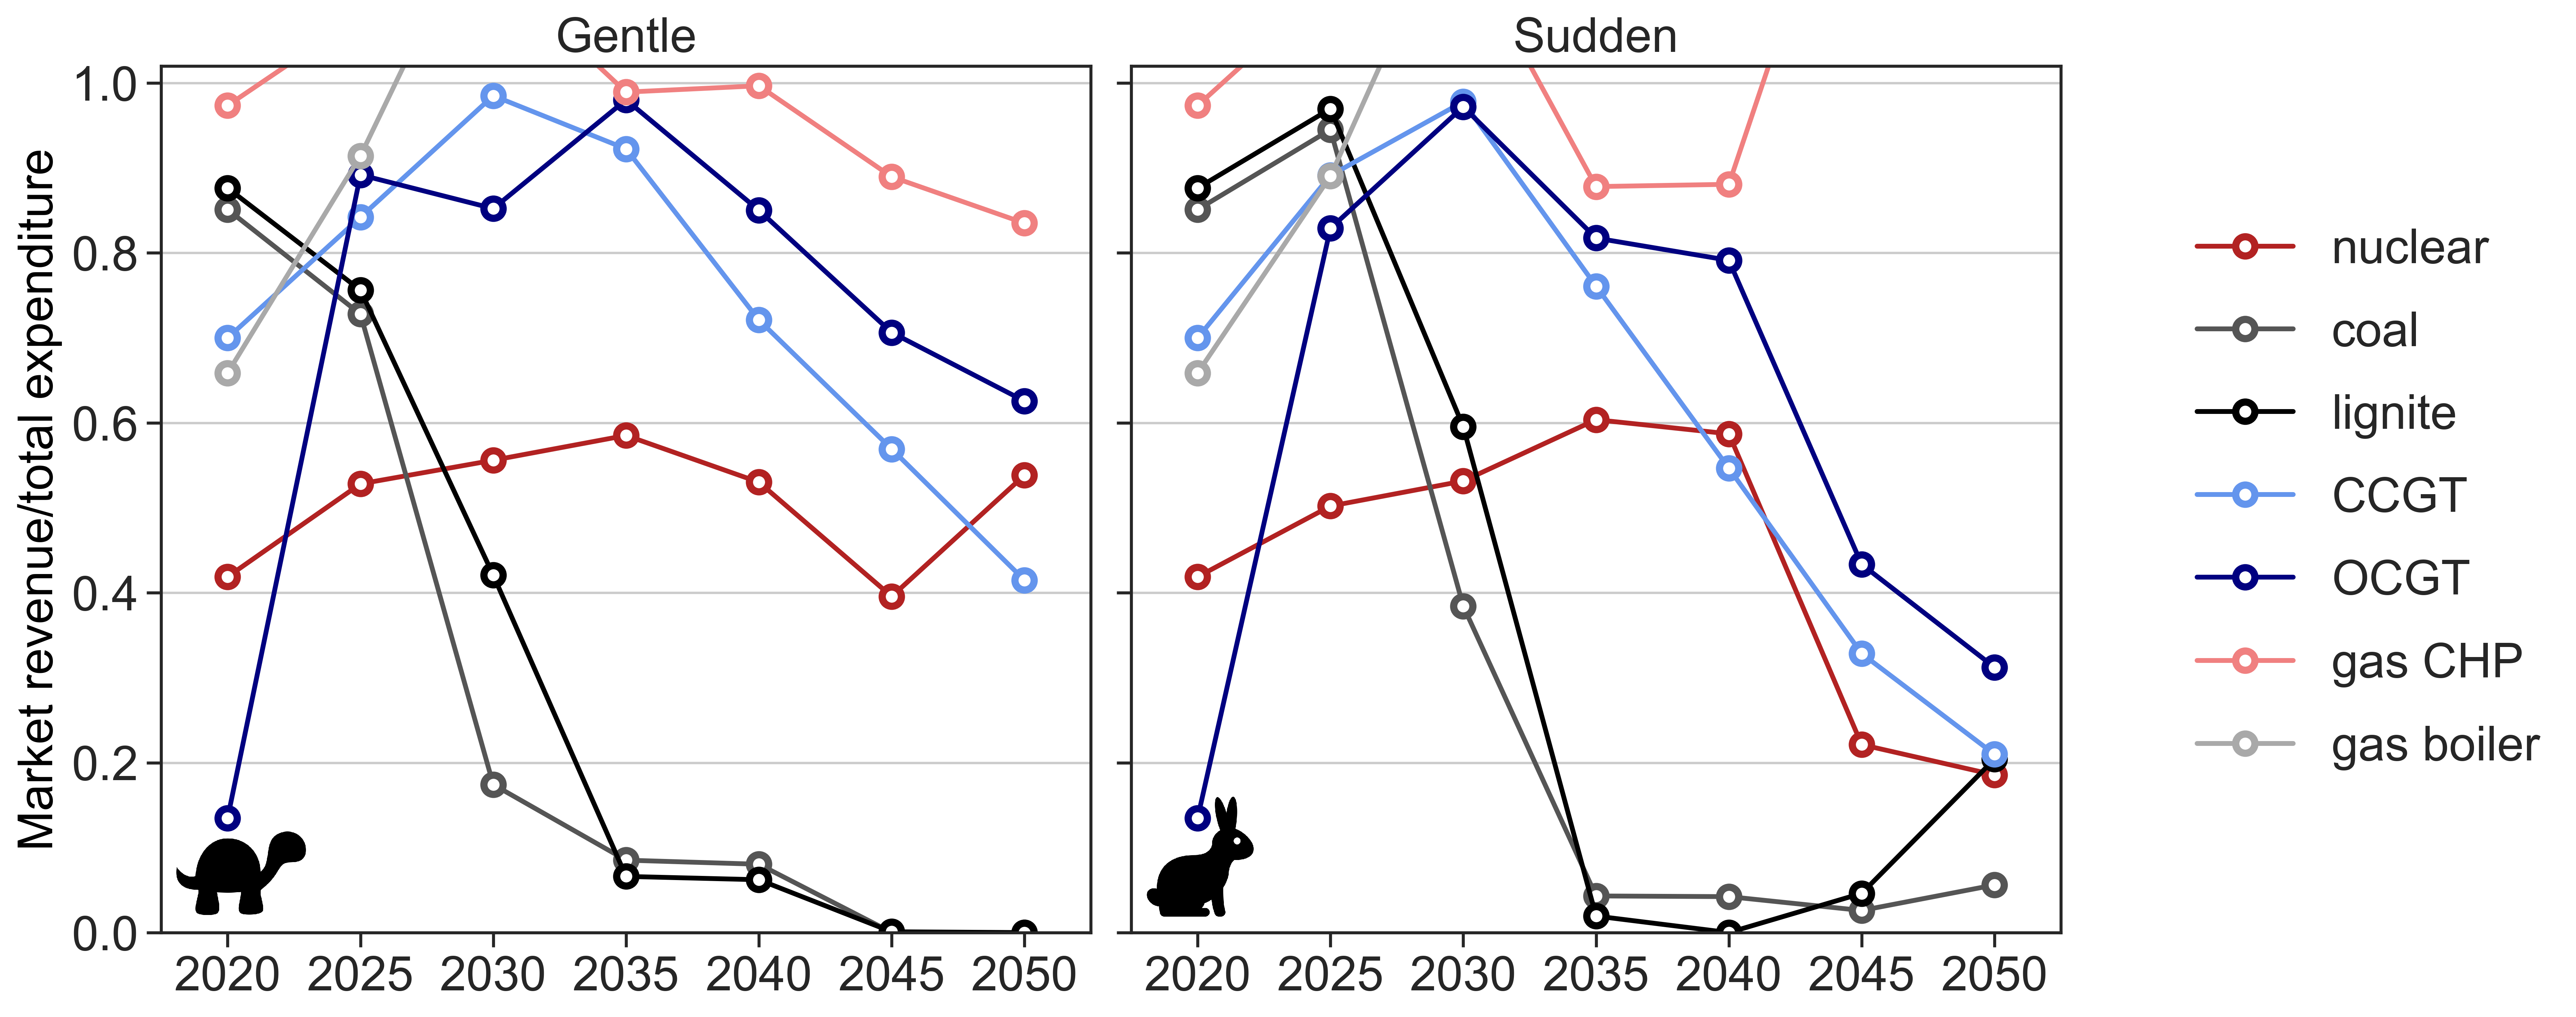 Gentle
Sudden
Market revenue/total expenditure
1.0
0.8
0.6
0.4
0.2
0.0
2020 2025 2030 2035 2040 2045 2050
2020 2025 2030 2035 2040 2045 2050
nuclear
coal
lignite
CCGT
OCGT
gas CHP
gas boiler